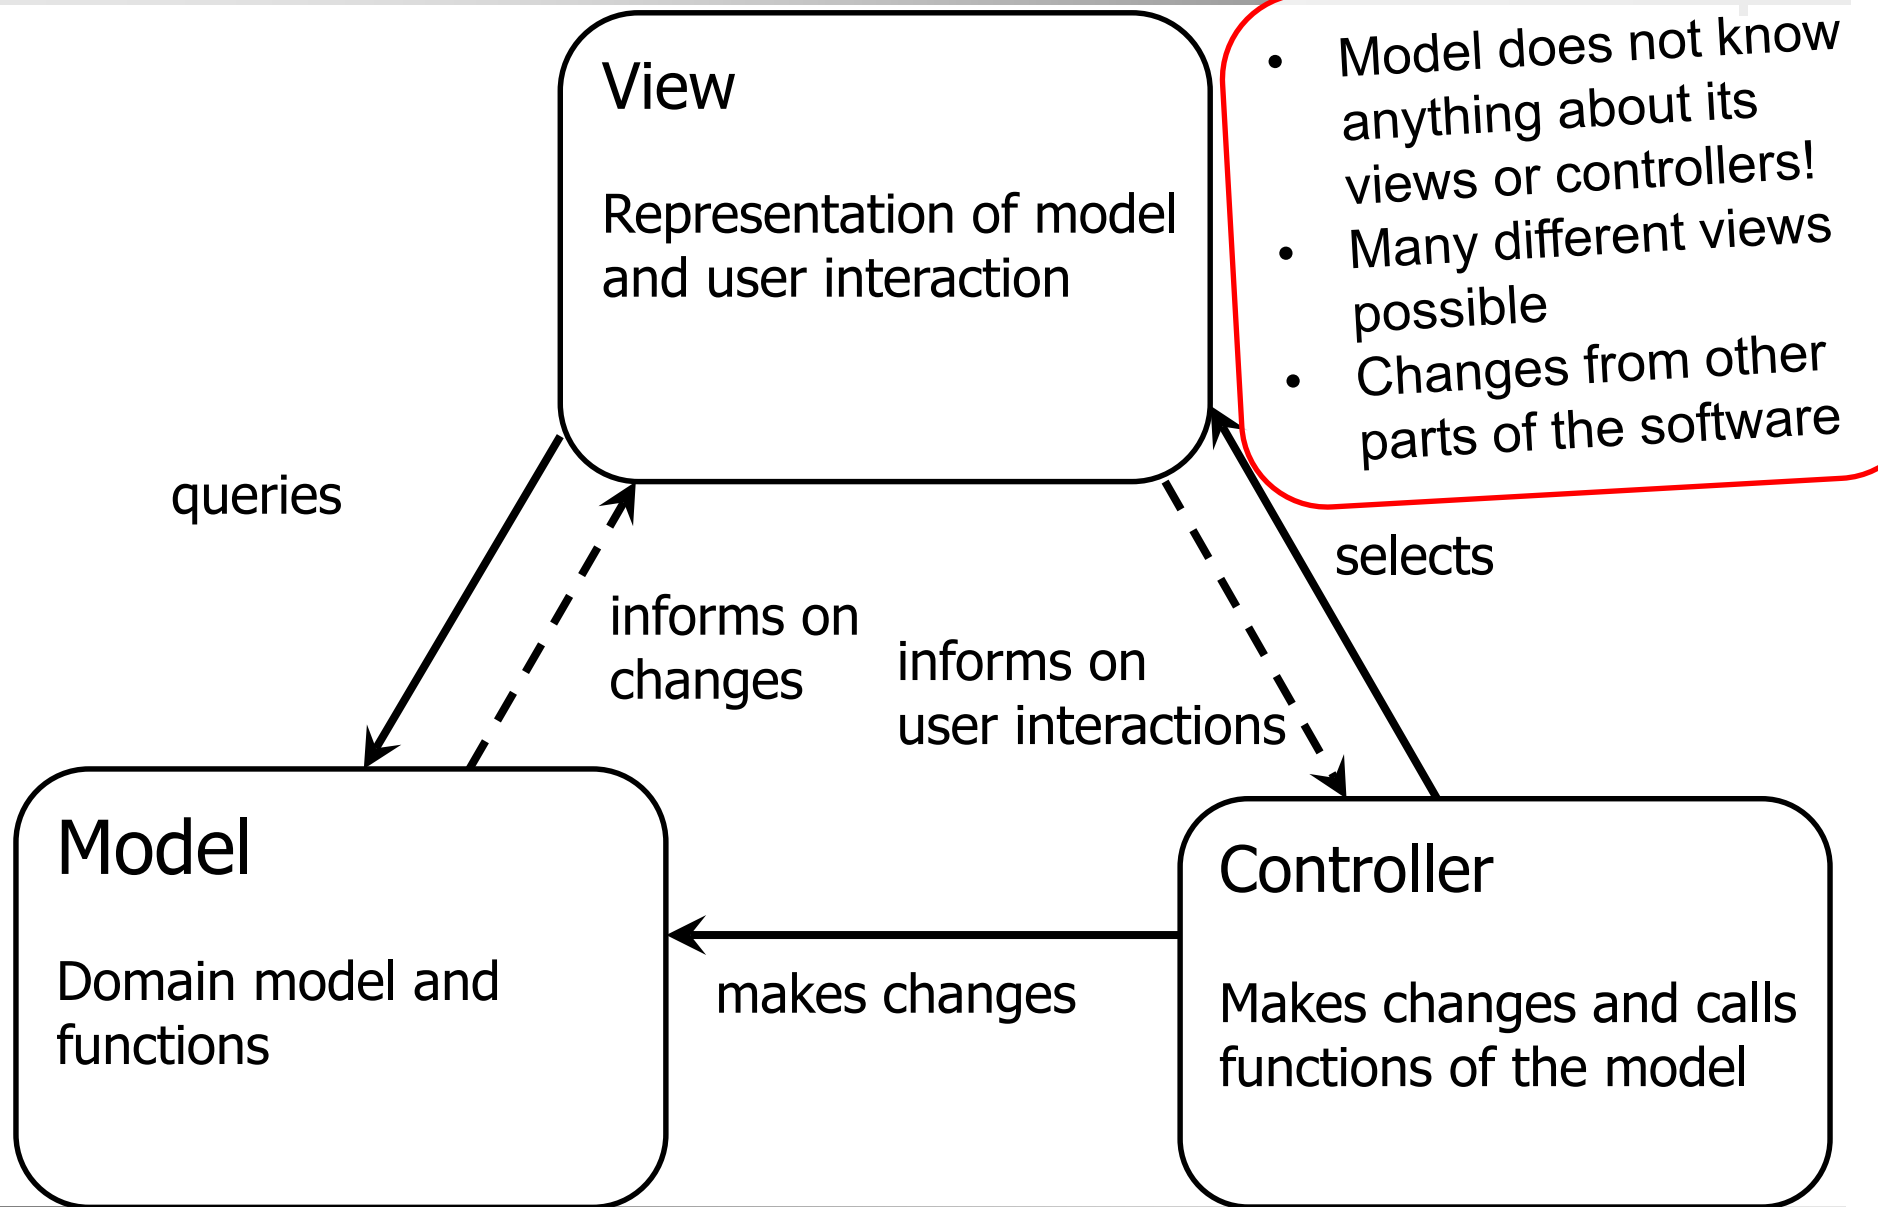 View
Representation of model
and user interaction
• Model does not know
anything about its
views or controllers!
• Many different views
possible
• Changes from other
parts of the software
queries
selects
informs on
changes
informs on
user interactions
Model
Domain model and
functions
makes changes
Controller
Makes changes and calls
functions of the model